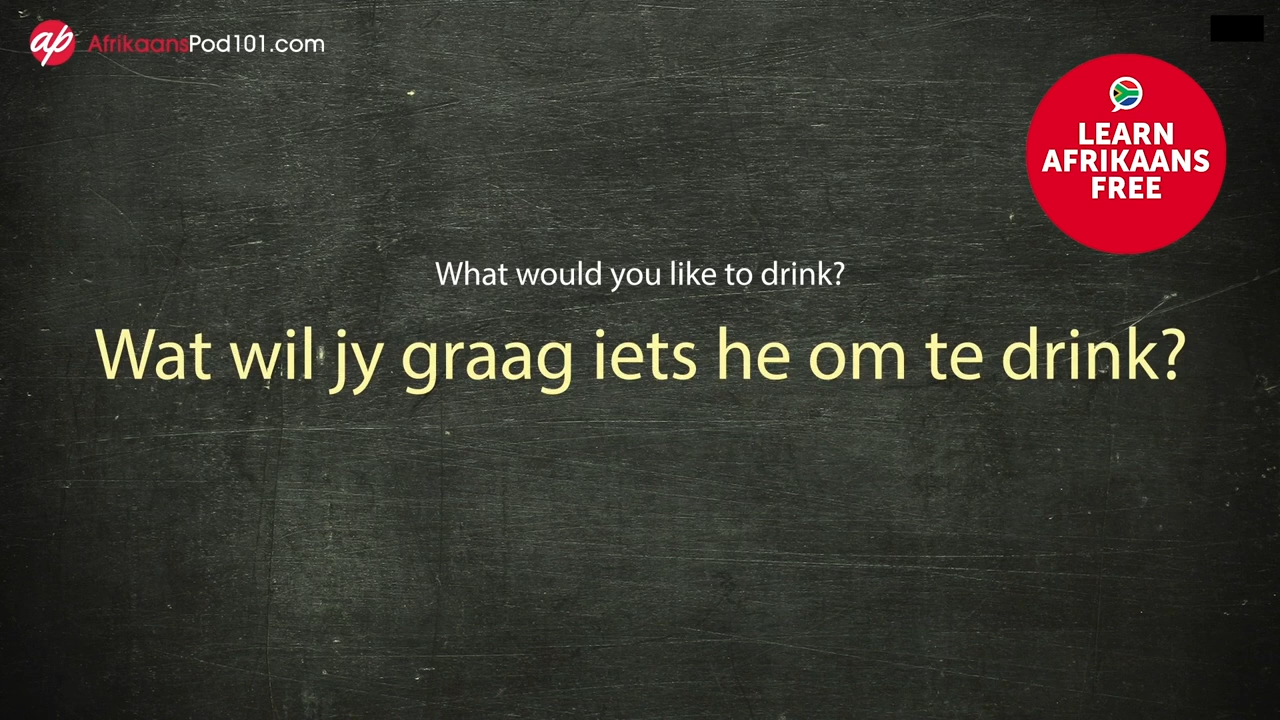 ap AfrikaansPod101.com
LEARN
AFRIKAANS
FREE
What would you like to drink?
Wat wil jy graag iets he om te drink?